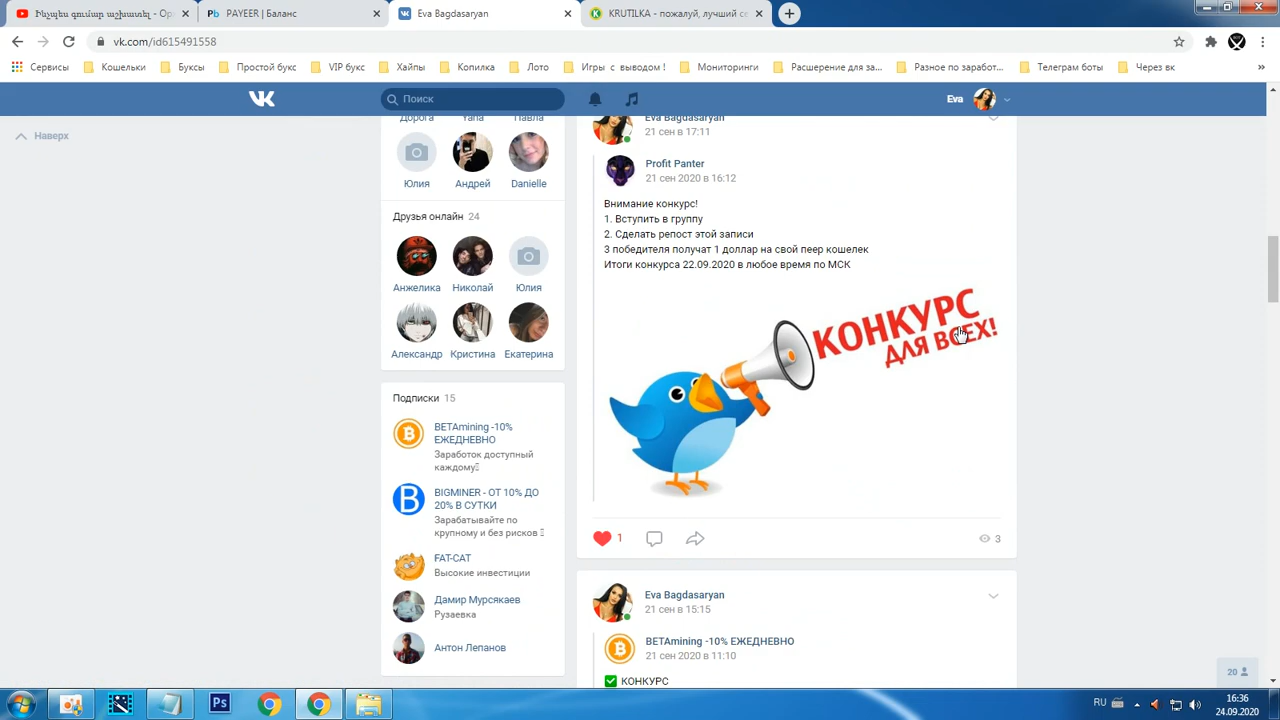 Ինչպես գումար աշխատել - Op
PAYEER | Баланс
Eva Bagdasaryan
KRUTILKA - пожалуй, лучший се
vk.com/id615491558
Сервисы
Кошельки
Буксы
Простой букс
VIP букс
Хайпы
Копилка
Лото
Игры с выводом !
Мониторинги
Расширение для за...
Разное по заработ...
Телеграм боты
Через вк
»
Поиск
Eva
Наверх
Дорога
Yana
Павла
Юлия
Андрей
Danielle
Друзья онлайн 24
Анжелика
Николай
Юлия
Александр
Кристина
Екатерина
Подписки 15
BETAmining -10%
ЕЖЕДНЕВНО
Заработок доступный
каждому
BIGMINER - ОТ 10% ДО
20% В СУТКИ
Зарабатывайте по
крупному и без рисков
FAT-CAT
Высокие инвестиции
Дамир Мурсякаев
Рузаевка
Антон Лепанов
Eva Bagdasaryan
21 сен в 17:11
Profit Panter
21 сен 2020 в 16:12
Внимание конкурс!
1. Вступить в группу
2. Сделать репост этой записи
3 победителя получат 1 доллар на свой пеер кошелек
Итоги конкурса 22.09.2020 в любое время по МСК
КОНКУРС
ДЛЯ ВСЕХ!
1
3
Eva Bagdasaryan
21 сен в 15:15
BETAmining -10% ЕЖЕДНЕВНО
21 сен 2020 в 11:10
КОНКУРС
20
RU
16:36
24.09.2020